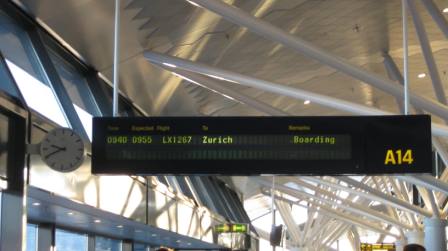 Time Expected Flight To Remarks
0940 0955 LX1267 Zurich Boarding
A14